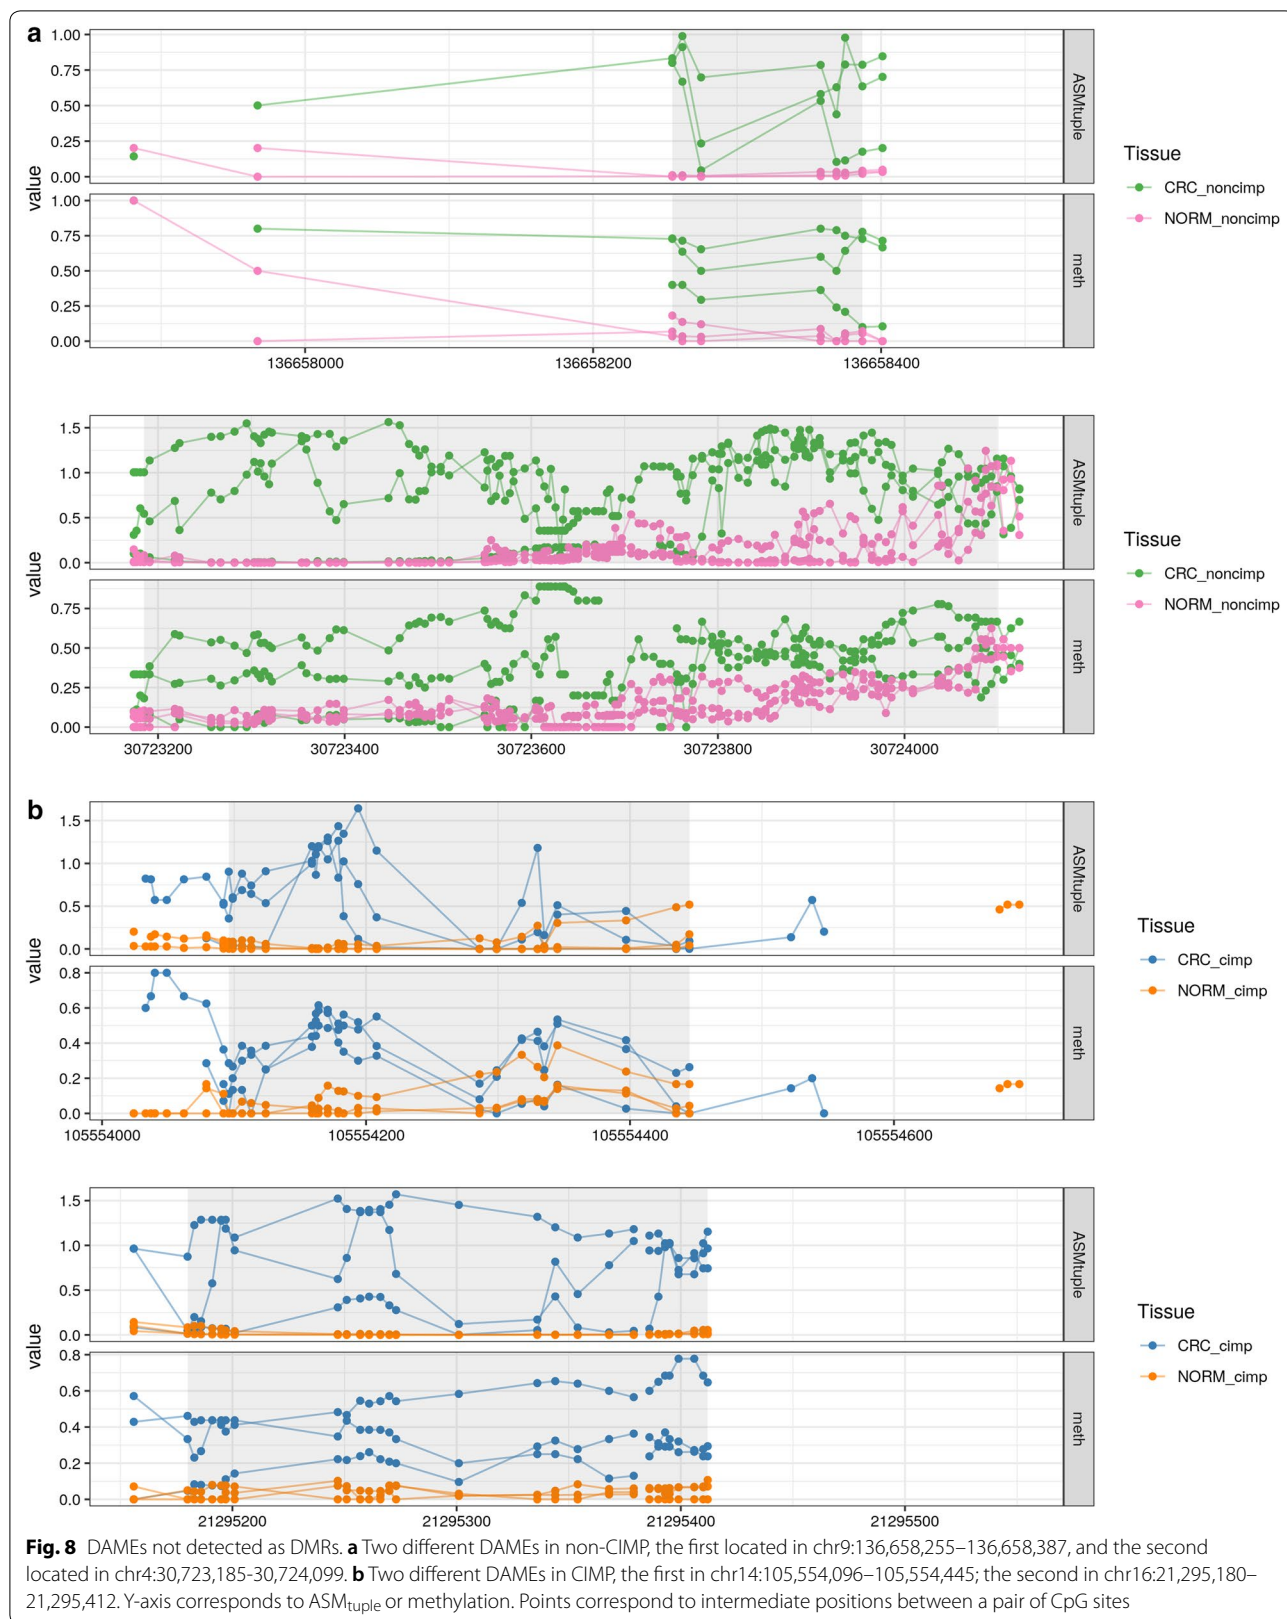 a
1.00
0.75
0.50
0.25
0.00
ASMtuple
1.00
0.75
0.50
0.25
0.00
meth
value
136658000 136658200 136658400
Tissue
CRC_noncimp
NORM_noncimp
1.5
1.0
0.5
0.0
ASMtuple
0.75
0.50
0.25
0.00
meth
value
30723200 30723400 30723600 30723800 30724000
Tissue
CRC_noncimp
NORM_noncimp
b
1.5
1.0
0.5
0.0
ASMtuple
0.8
0.6
0.4
0.2
0.0
meth
value
105554000 105554200 105554400 105554600
Tissue
CRC_cimp
NORM_cimp
1.5
1.0
0.5
0.0
ASMtuple
0.8
0.6
0.4
0.2
0.0
meth
value
21295200 21295300 21295400 21295500
Tissue
CRC_cimp
NORM_cimp
Fig. 8 DAMEs not detected as DMRs. a Two different DAMEs in non-CIMP, the first located in chr9:136,658,255–136,658,387, and the second
located in chr4:30,723,185-30,724,099. b Two different DAMEs in CIMP, the first in chr14:105,554,096–105,554,445; the second in chr16:21,295,180–
21,295,412. Y-axis corresponds to ASMtuple or methylation. Points correspond to intermediate positions between a pair of CpG sites